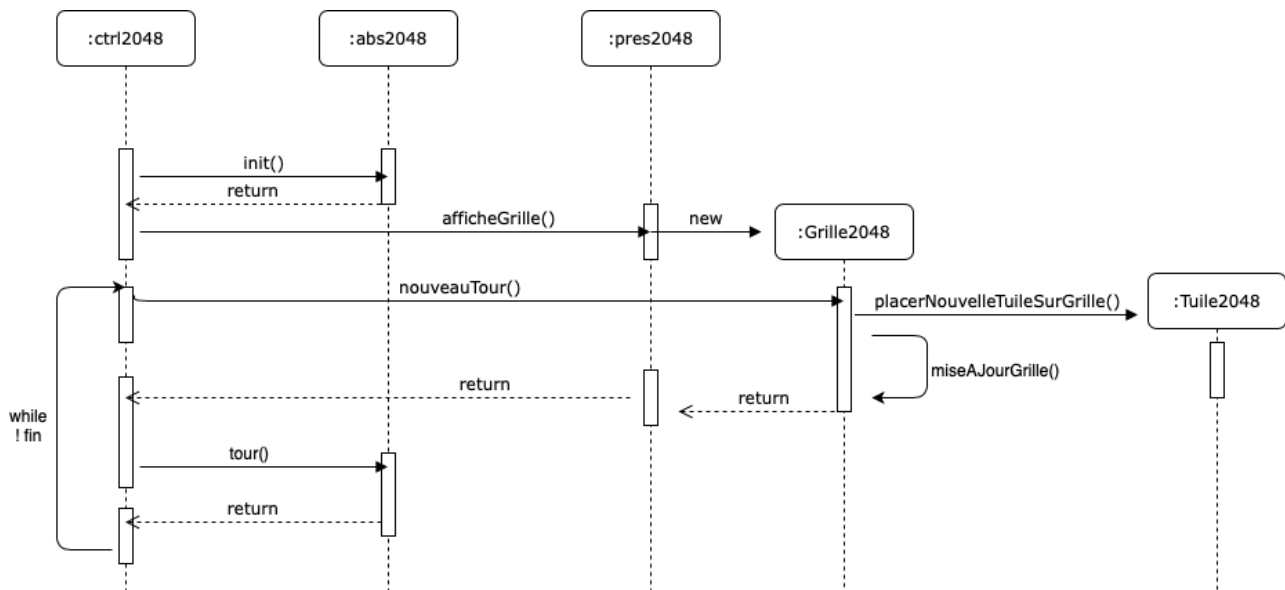 :ctrl2048
:abs2048
:pres2048
init()
return
afficheGrille()
new
:Grille2048
nouveauTour()
placerNouvelleTuileSurGrille()
:Tuile2048
miseAJourGrille()
return
return
while
! fin
tour()
return